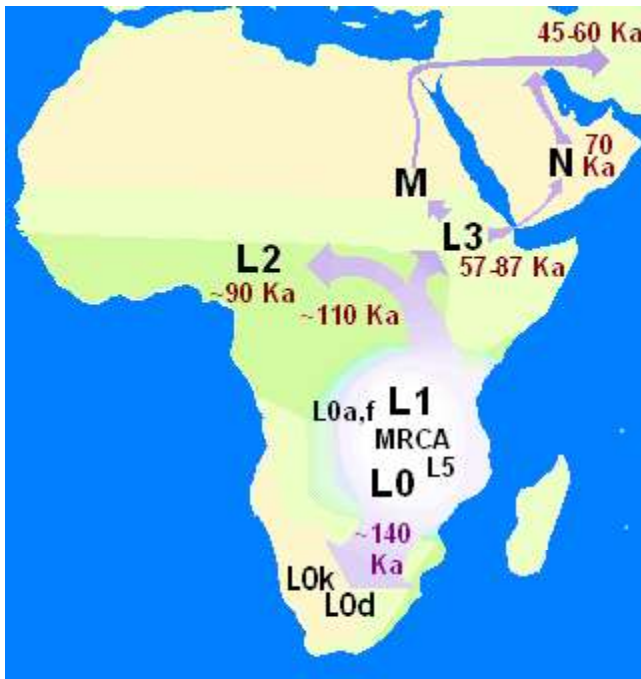 45-60 Ka
70
Ka
N
M
L3
57-87 Ka
L2
~90 Ka
~110 Ka
L0a,f
L1
MRCA
L5
L0
~140
Ka
L0k
L0d